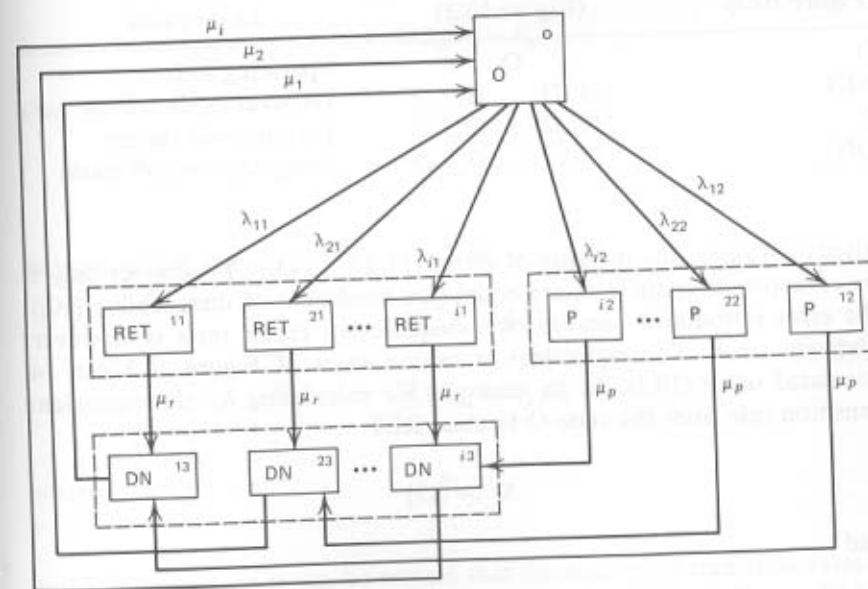 μi
μ2
μ1
O
o
λ11
λ21
λi1
λi2
λ22
λ12
RET 11
RET 21
...
RET i1
P i2
...
P 22
P 12
μr
μr
μr
μp
μp
μp
DN 13
DN 23
...
DN i3